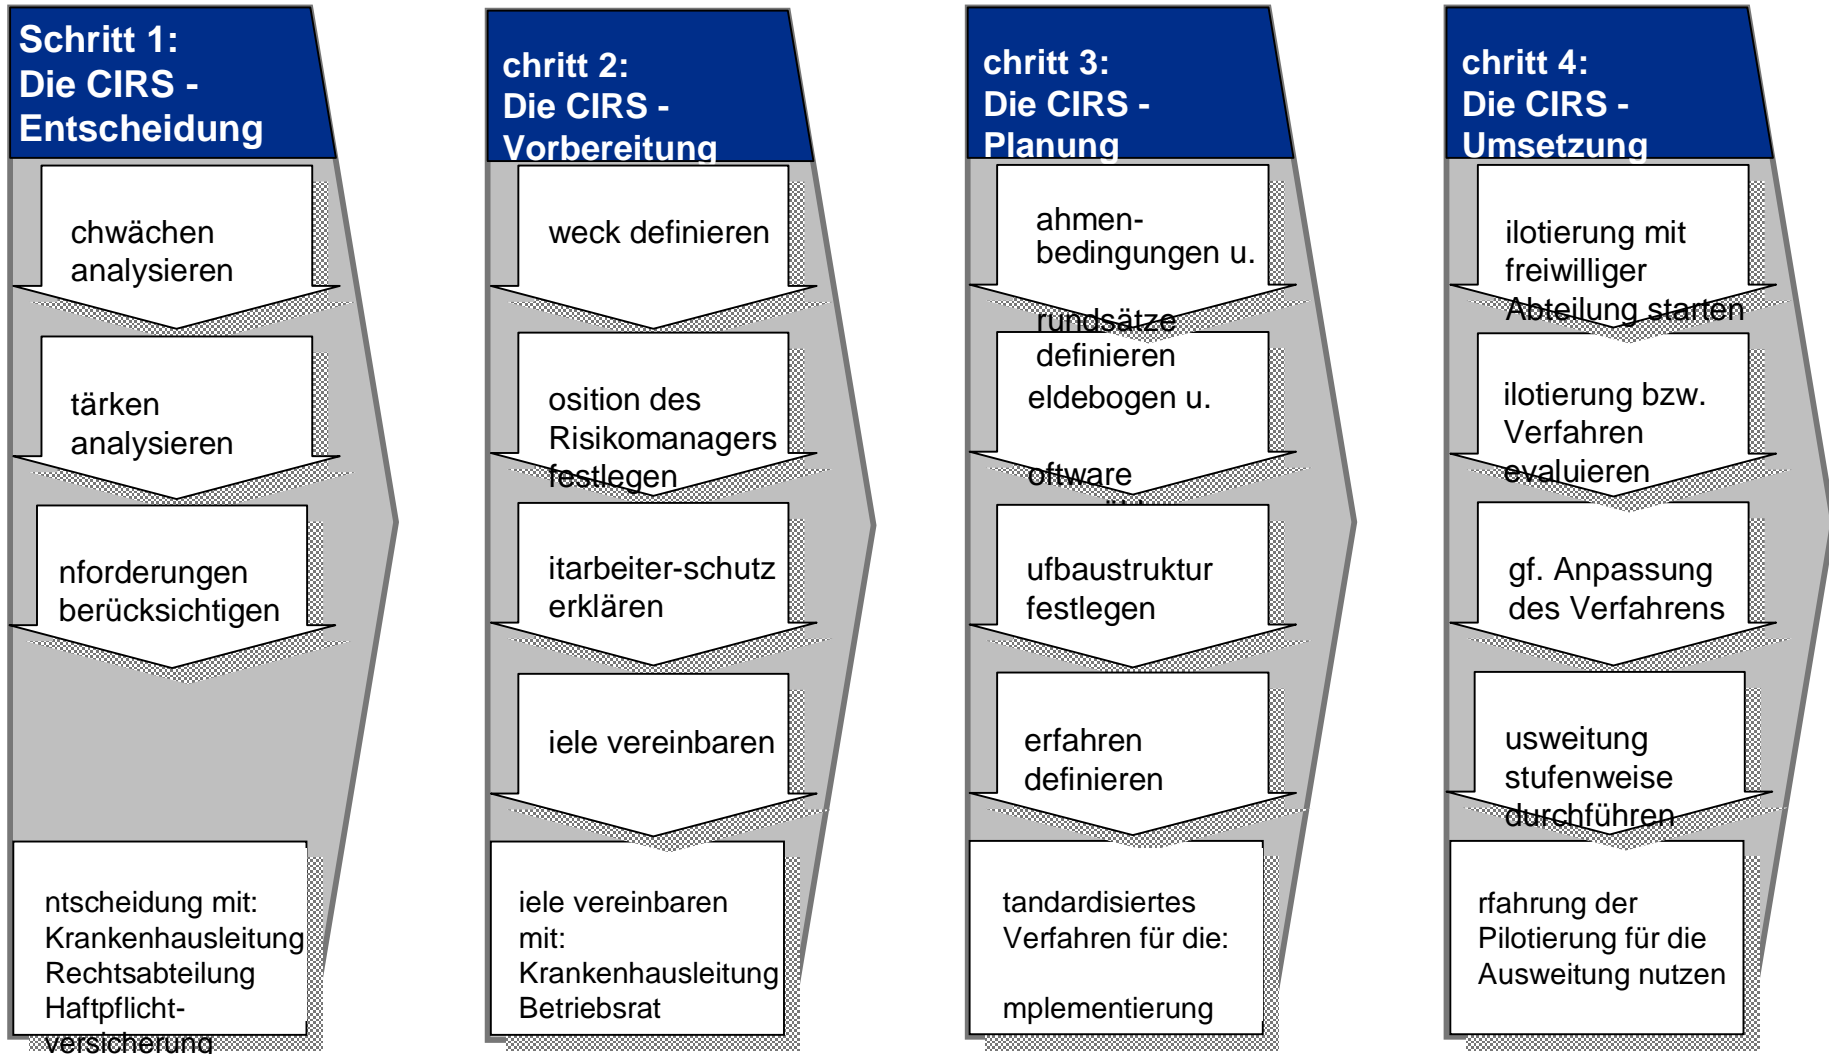 Schritt 1:
Die CIRS -
Entscheidung
chwächen
analysieren
tärken
analysieren
nforderungen
berücksichtigen
ntscheidung mit:
Krankenhausleitung
Rechtsabteilung
Haftpflicht-
versicherung
chritt 2:
Die CIRS -
Vorbereitung
weck definieren
osition des
Risikomanagers
festlegen
itarbeiter-schutz
erklären
iele vereinbaren
iele vereinbaren
mit:
Krankenhausleitung
Betriebsrat
chritt 3:
Die CIRS -
Planung
ahmen-
bedingungen u.
rundsätze
definieren
eldebogen u.
oftware
ufbaustruktur
festlegen
erfahren
definieren
tandardisiertes
Verfahren für die:
mplementierung
chritt 4:
Die CIRS -
Umsetzung
ilotierung mit
freiwilliger
Abteilung starten
ilotierung bzw.
Verfahren
evaluieren
gf. Anpassung
des Verfahrens
usweitung
stufenweise
durchführen
rfahrung der
Pilotierung für die
Ausweitung nutzen